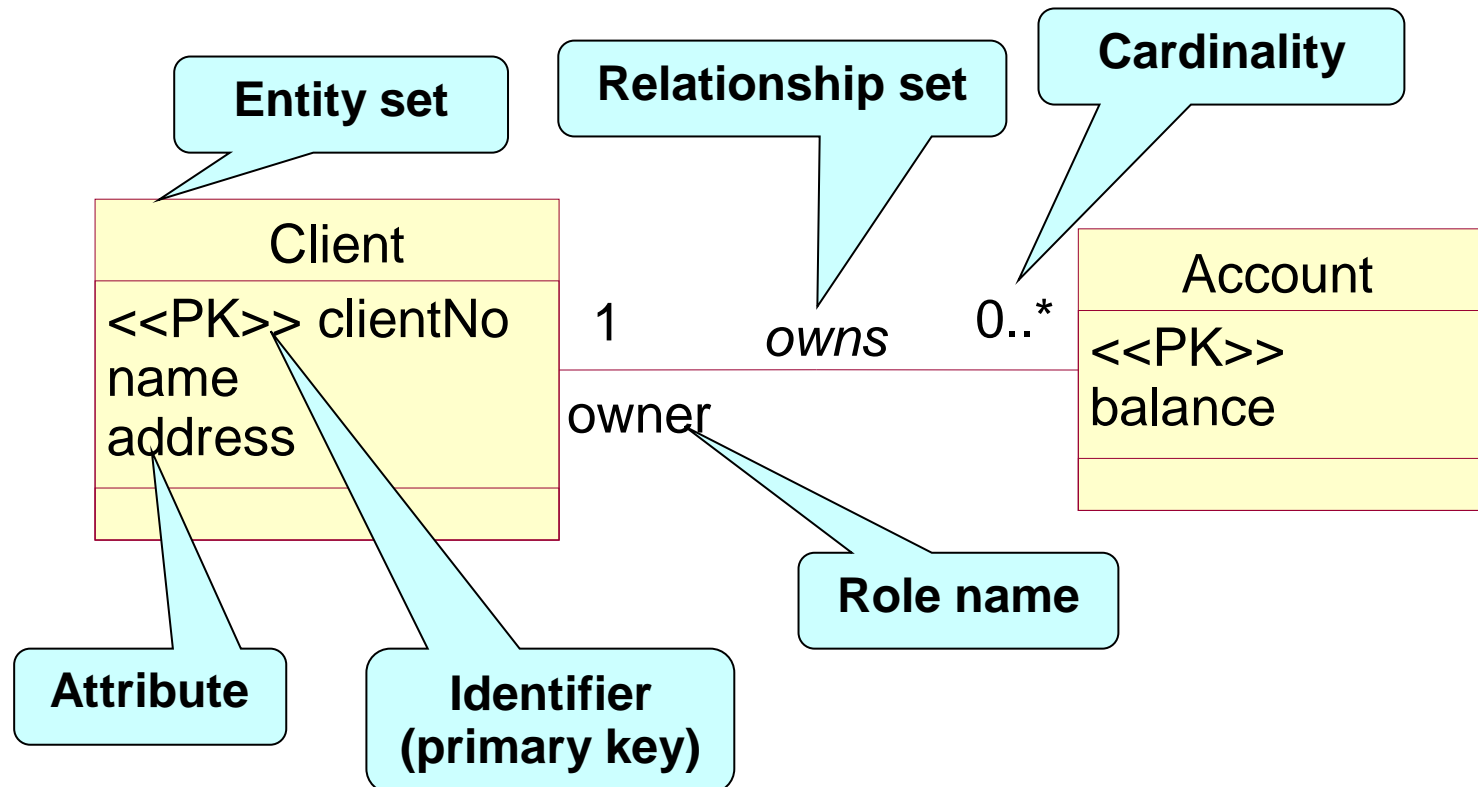 Cardinality
Relationship set
Entity set
Client
<<PK>> clientNo
name
address
1
owns
0..*
owner
Account
<<PK>>
balance
Role name
Attribute
Identifier
(primary key)